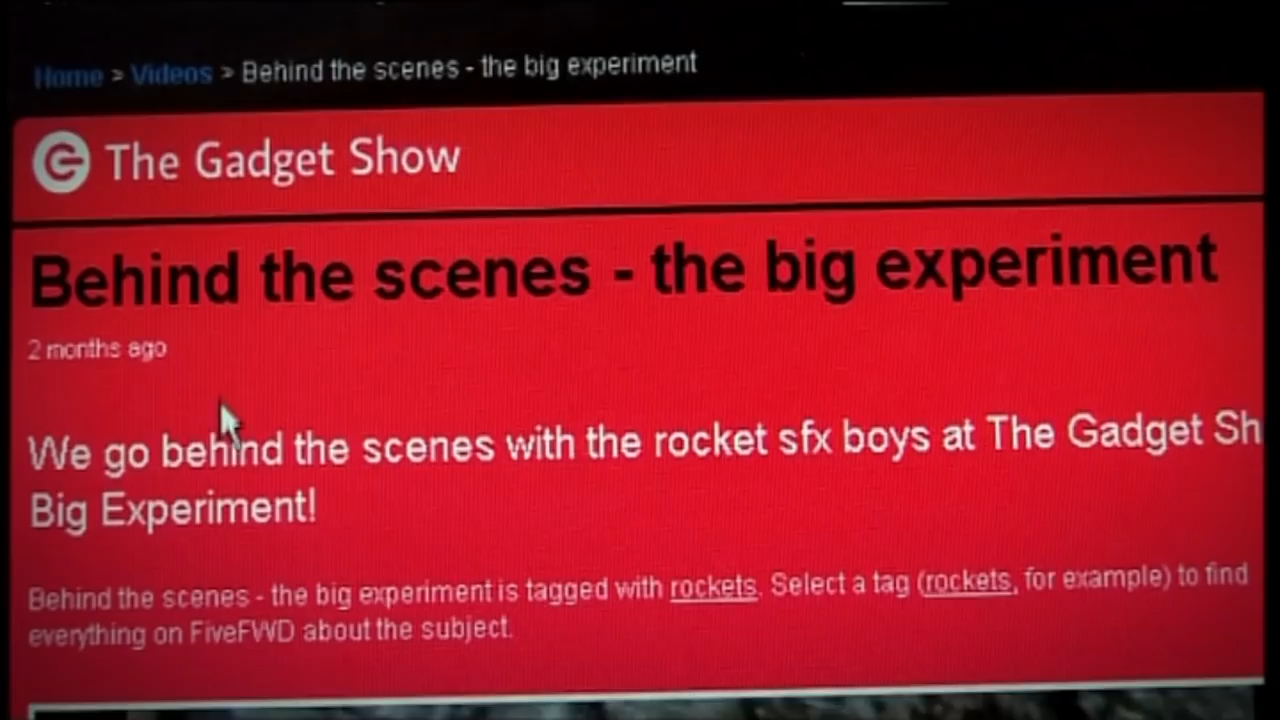 Home > Videos > Behind the scenes - the big experiment
The Gadget Show
Behind the scenes - the big experiment
2 months ago
We go behind the scenes with the rocket sfx boys at The Gadget Sh
Big Experiment!
Behind the scenes - the big experiment is tagged with rockets. Select a tag (rockets, for example) to find
everything on FiveFWD about the subject.